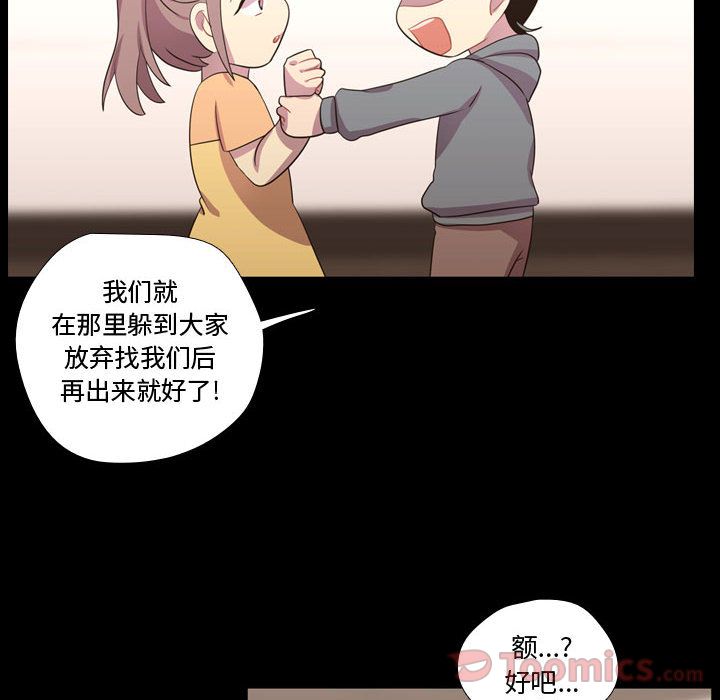 我们就
在那里躲到大家
放弃找我们后
再出来就好了!
额...?
好吧...
Toomics.com